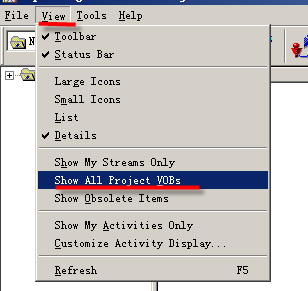 File View Tools Help
N
Toolbar
Status Bar
Large Icons
Small Icons
List
Details
Show My Streams Only
Show All Project VOBs
Show Obsolete Items
Show My Activities Only
Customize Activity Display...
Refresh F5